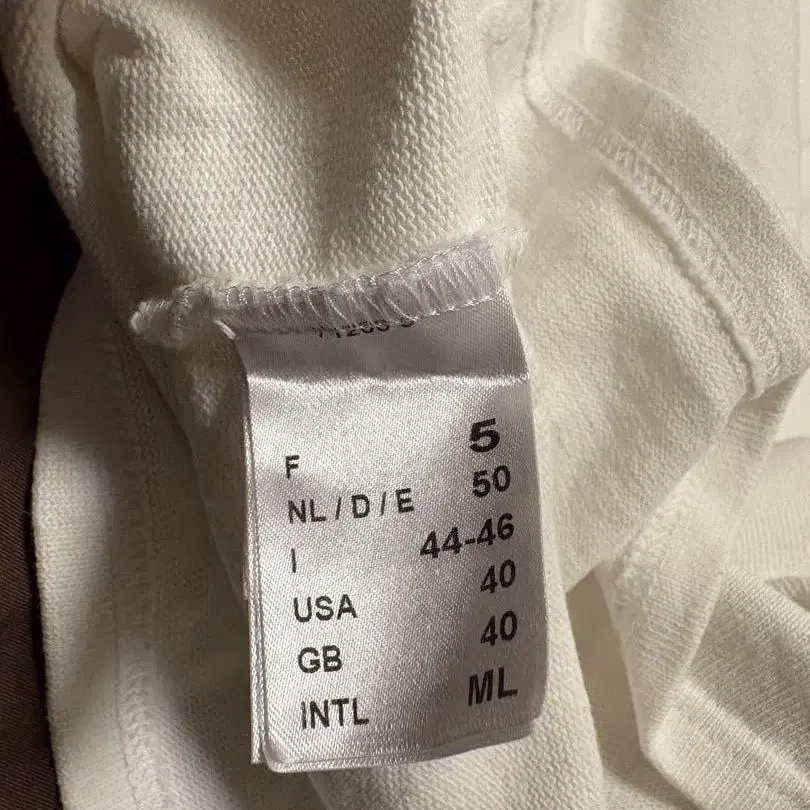 F 5
NL / D / E 50
I 44-46
USA 40
GB 40
INTL ML